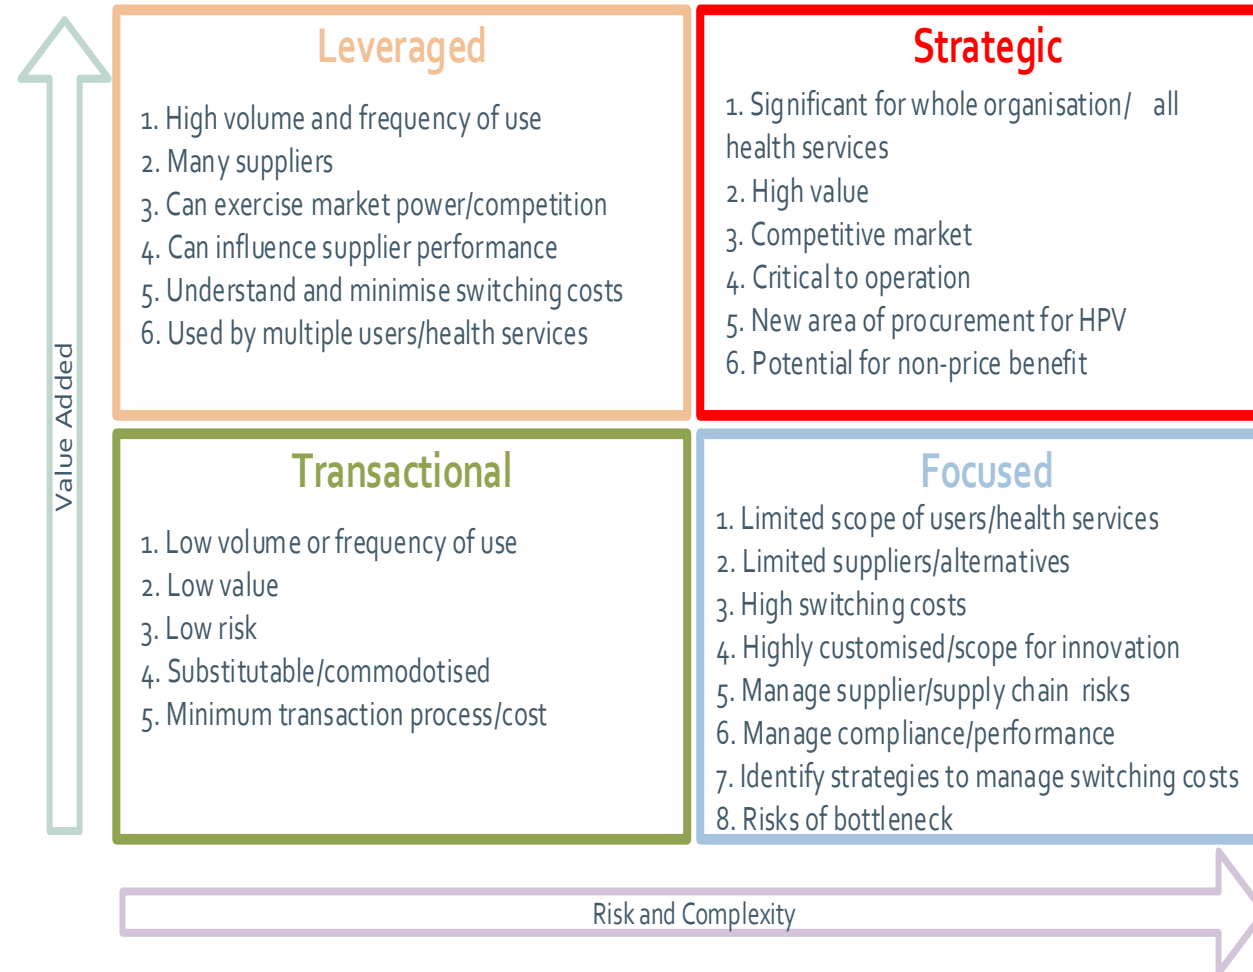 Leveraged
1. High volume and frequency of use
2. Many suppliers
3. Can exercise market power/competition
4. Can influence supplier performance
5. Understand and minimise switching costs
6. Used by multiple users/health services
Strategic
1. Significant for whole organisation/ all
health services
2. High value
3. Competitive market
4. Critical to operation
5. New area of procurement for HPV
6. Potential for non-price benefit
Value Added
Transactional
1. Low volume or frequency of use
2. Low value
3. Low risk
4. Substitutable/commodotised
5. Minimum transaction process/cost
Focused
1. Limited scope of users/health services
2. Limited suppliers/alternatives
3. High switching costs
4. Highly customised/scope for innovation
5. Manage supplier/supply chain risks
6. Manage compliance/performance
7. Identify strategies to manage switching costs
8. Risks of bottleneck
Risk and Complexity